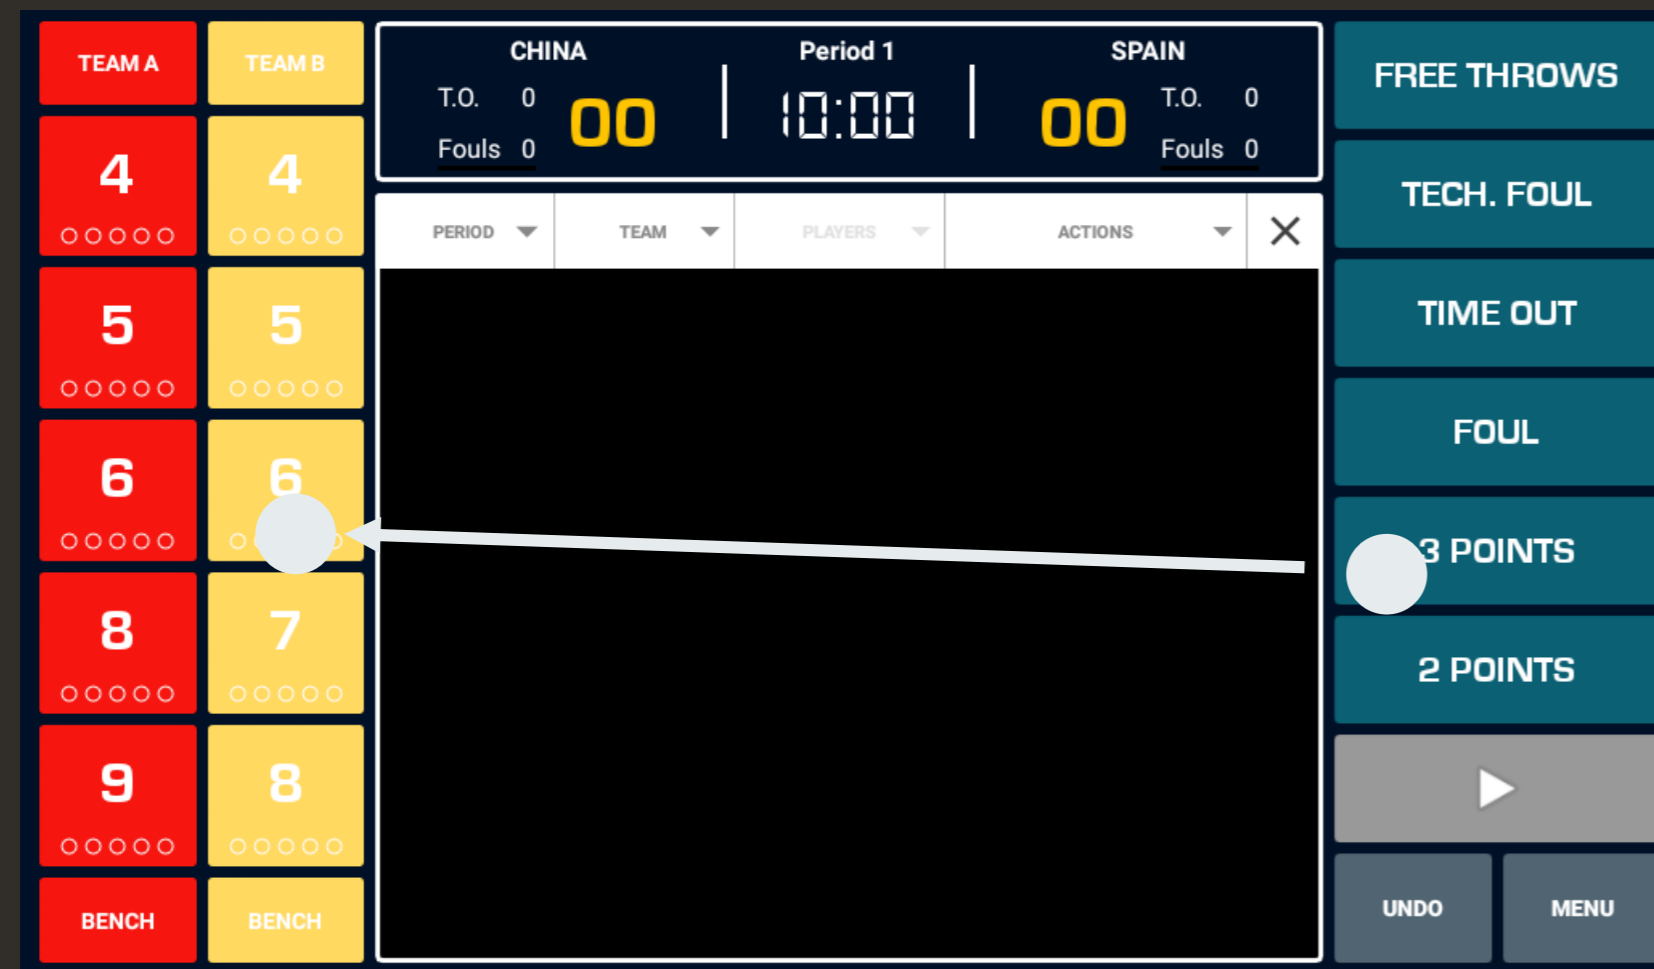 TEAM A
TEAM B
4
4
5
5
6
6
8
7
9
8
BENCH
BENCH
CHINA
Period 1
SPAIN
T.O. 0
00
10:00
00
T.O. 0
Fouls 0
Fouls 0
PERIOD
TEAM
PLAYERS
ACTIONS
FREE THROWS
TECH. FOUL
TIME OUT
FOUL
3 POINTS
2 POINTS
UNDO
MENU